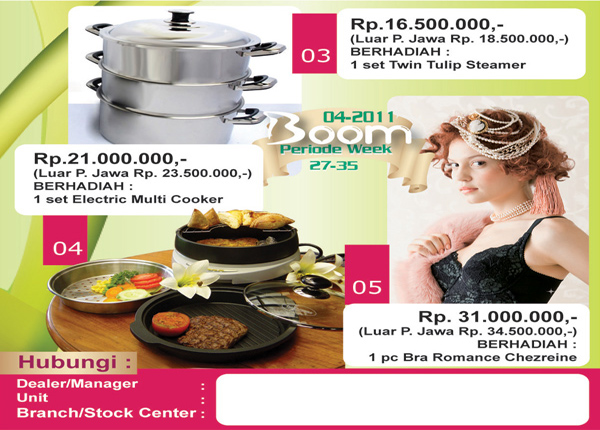 03
Rp.16.500.000,-
(Luar P. Jawa Rp. 18.500.000,-)
BERHADIAH :
1 set Twin Tulip Steamer
04-2011
Boom
Periode Week
27-35
Rp.21.000.000,-
(Luar P. Jawa Rp. 23.500.000,-)
BERHADIAH :
1 set Electric Multi Cooker
04
05
Rp. 31.000.000,-
(Luar P. Jawa Rp. 34.500.000,-)
BERHADIAH :
1 pc Bra Romance Chezreine
Hubungi :
Dealer/Manager :
Unit :
Branch/Stock Center :